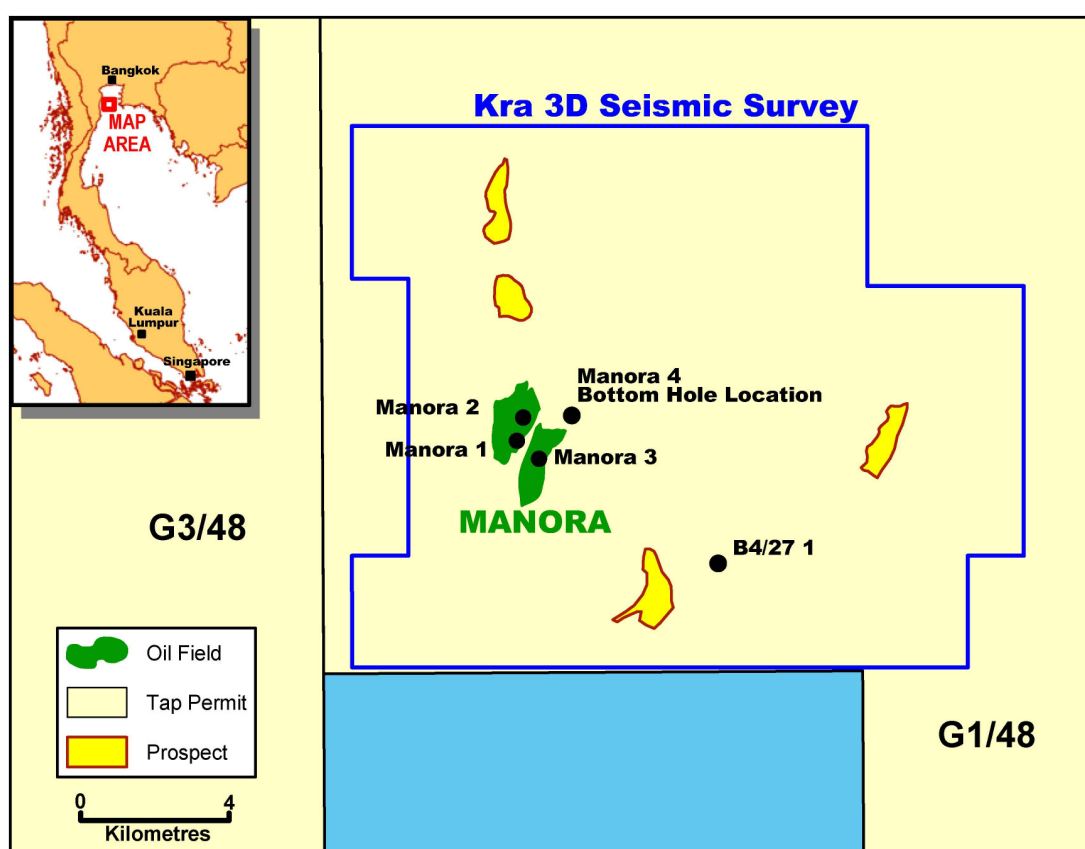 Bangkok
MAP
AREA
Kuala
Lumpur
Singapore
Kra 3D Seismic Survey
Manora 4
Bottom Hole Location
Manora 2
Manora 1
Manora 3
MANORA
G3/48
B4/27 1
G1/48
Oil Field
Tap Permit
Prospect
0 4
Kilometres